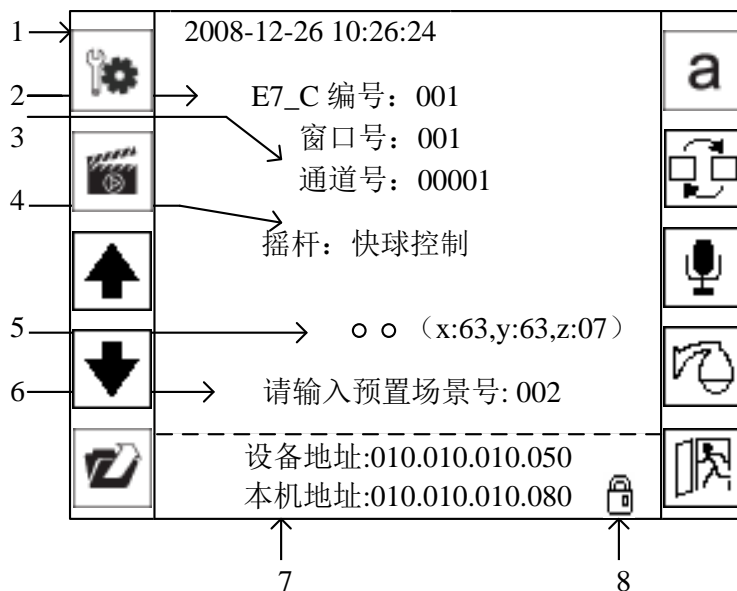 1
2008-12-26 10:26:24
a
2
E7_C 编号：001
3
窗口号：001
通道号：00001
4
摇杆：快球控制
5
（x:63,y:63,z:07）
6
请输入预置场景号: 002
设备地址:010.010.010.050
本机地址:010.010.010.080
7
8